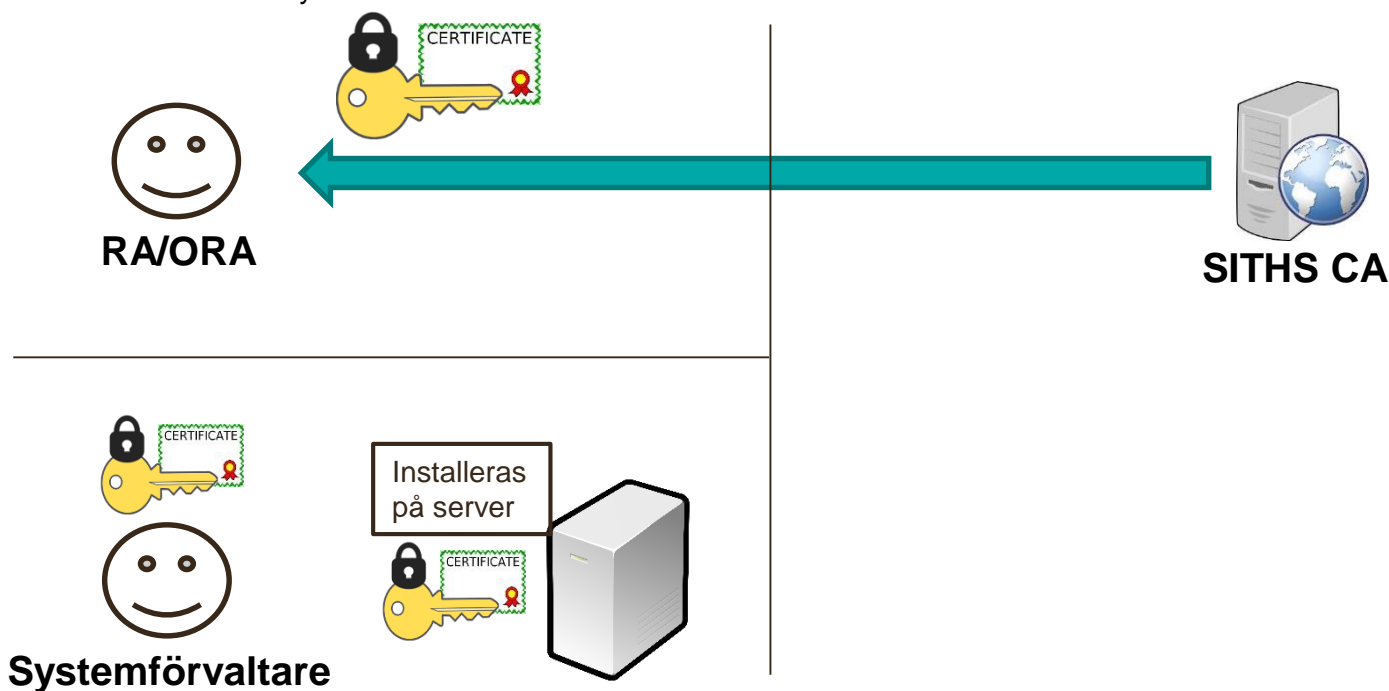 CERTIFICATE
RA/ORA
SITHS CA
CERTIFICATE
Installeras
på server
CERTIFICATE
Systemförvaltare